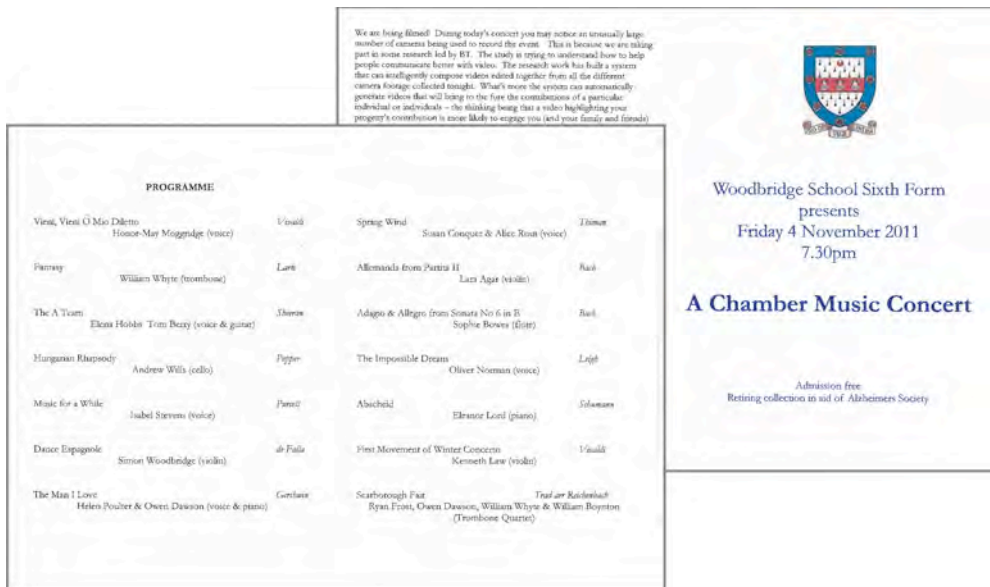 We are being filmed! During today's concert you may notice an unusually large
number of cameras being used to record the event. This is because we are taking
part in some research led by BT. The study is trying to understand how to help
people communicate better with video. The research work has built a system
that can intelligently compose videos edited together from all the different
camera footage collected tonight. What's more the system can automatically
generate videos that will bring to the fore the contributions of a particular
individual or individuals – the thinking being that a video highlighting your
progeny's contribution is more likely to engage you (and your family and friends)
Woodbridge School Sixth Form
presents
Friday 4 November 2011
7.30pm
A Chamber Music Concert
Admission free
Retiring collection in aid of Alzheimers Society
PROGRAMME
Vieni, Vieni O Mio Diletto Vivaldi
Honor-May Moggridge (voice)
Fantasy Lark
William Whyte (trombone)
The A Team Sheeran
Elena Hobbs Tom Berry (voice & guitar)
Hungarian Rhapsody Popper
Andrew Wills (cello)
Music for a While Purcell
Isabel Stevens (voice)
Dance Espagnole de Falla
Simon Woodbridge (violin)
The Man I Love Gershwin
Helen Poulter & Owen Dawson (voice & piano)
Spring Wind Thiman
Susan Conquer & Alice Rous (voice)
Allemanda from Partita II Bach
Lara Agar (violin)
Adagio & Allegro from Sonata No 6 in E Bach
Sophie Bowes (flute)
The Impossible Dream Leigh
Oliver Norman (voice)
Abscheid Schumann
Eleanor Lord (piano)
First Movement of Winter Concerto Vivaldi
Kenneth Law (violin)
Scarborough Fair Trad arr Reichenbach
Ryan Frost, Owen Dawson, William Whyte & William Boynton
(Trombone Quartet)